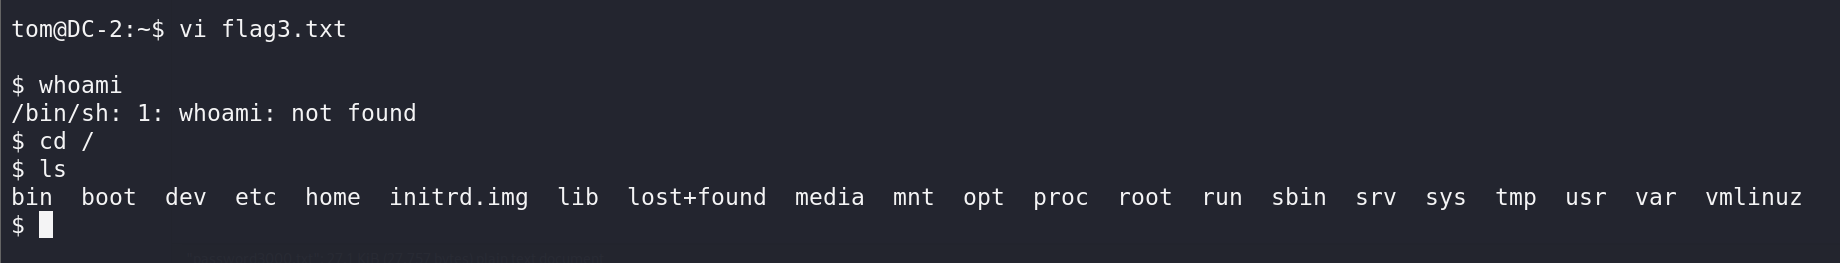 tom@DC-2:~$ vi flag3.txt
$ whoami
/bin/sh: 1: whoami: not found
$ cd /
$ ls
bin  boot  dev  etc  home  initrd.img  lib  lost+found  media  mnt  opt  proc  root  run  sbin  srv  sys  tmp  usr  var  vmlinuz
$